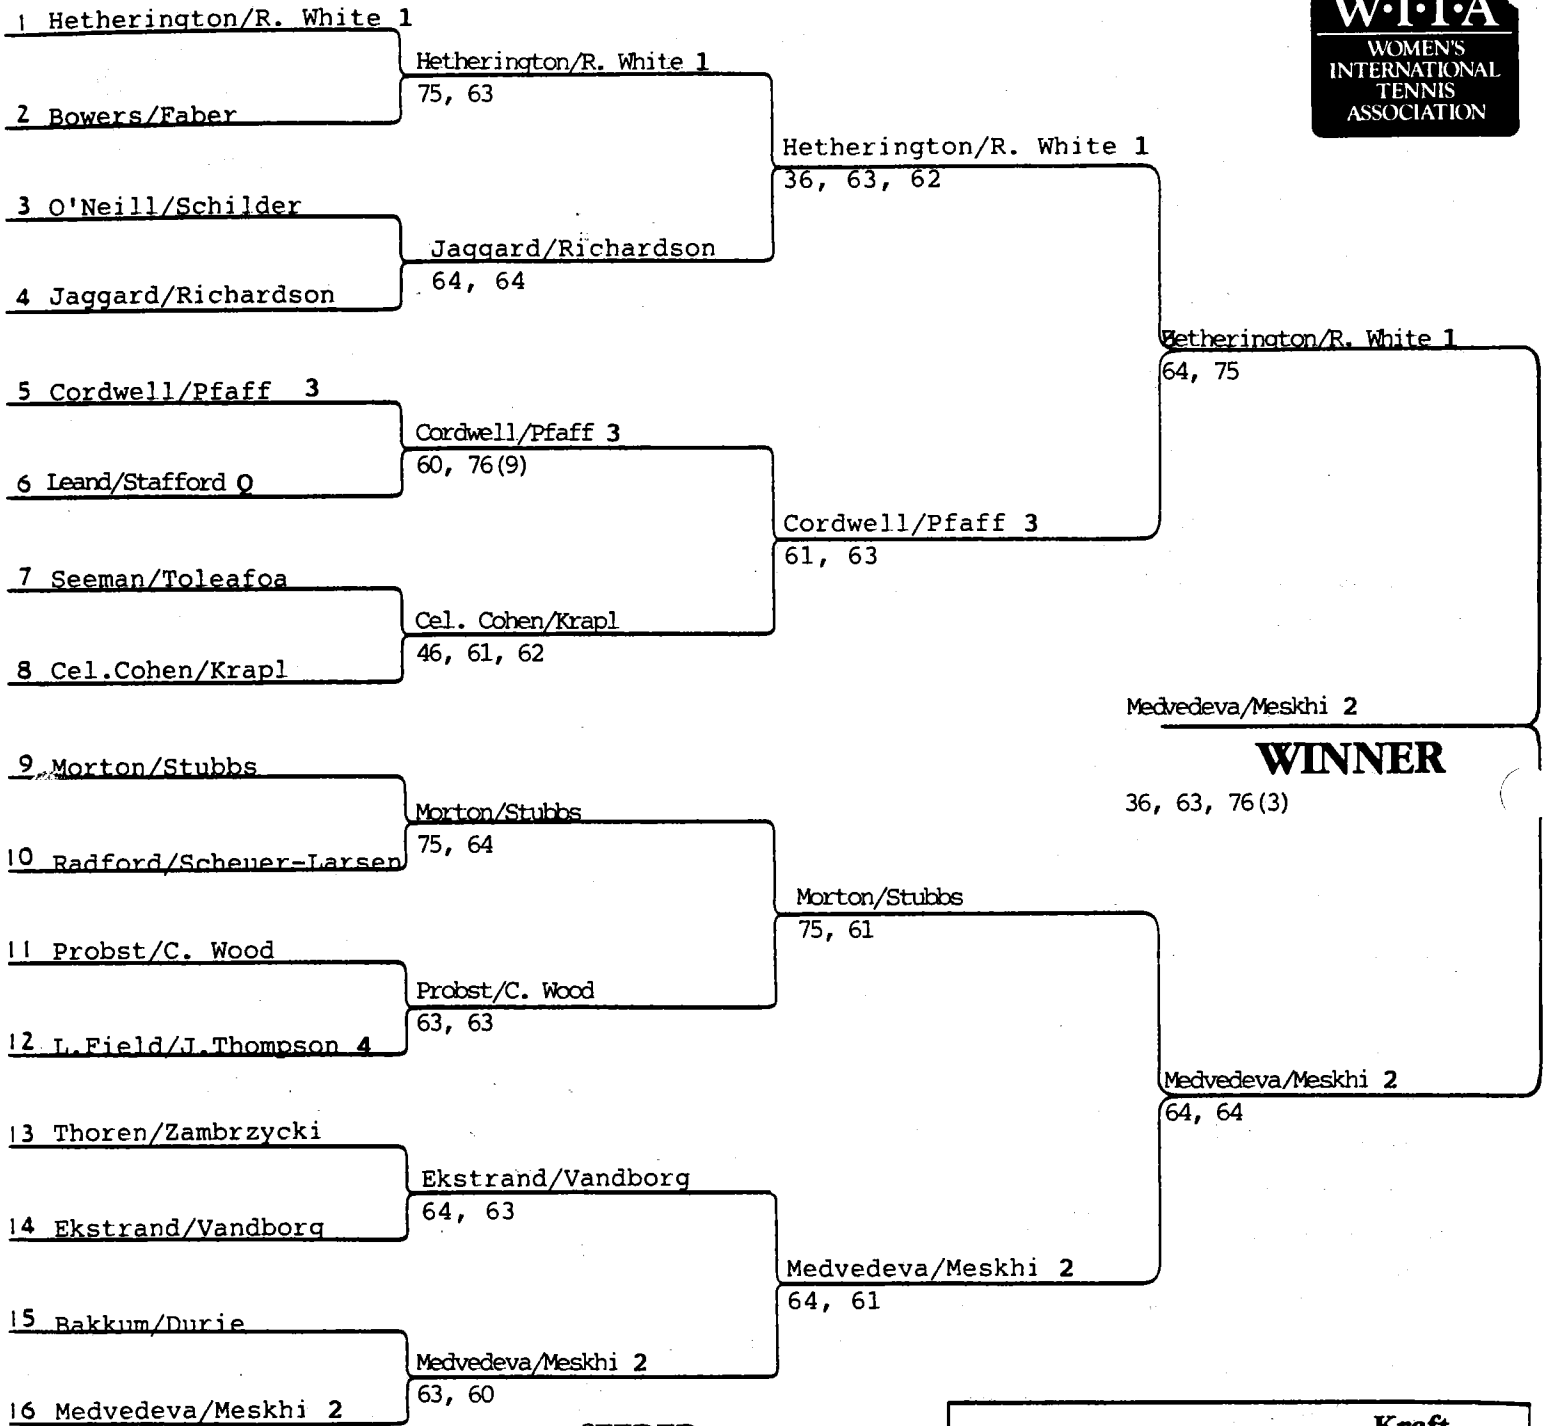 1 Hetherington/R. White 1
2 Bowers/Faber
3 O'Neill/Schilder
4 Jaggard/Richardson
5 Cordwell/Pfaff 3
6 Leand/Stafford Q
7 Seeman/Toleafoa
8 Cel.Cohen/Krapl
9 Morton/Stubbs
10 Radford/Scheuer-Larsen
11 Probst/C. Wood
12 L.Field/J.Thompson 4
13 Thoren/Zambrzycki
14 Ekstrand/Vandborg
15 Bakkum/Durie
16 Medvedeva/Meskhi 2
Hetherington/R. White 1
75, 63
Jaggard/Richardson
64, 64
Cordwell/Pfaff 3
60, 76(9)
Cel. Cohen/Krapl
46, 61, 62
Morton/Stubbs
75, 64
Probst/C. Wood
63, 63
Ekstrand/Vandborg
64, 63
Medvedeva/Meskhi 2
63, 60
Hetherington/R. White 1
36, 63, 62
Cordwell/Pfaff 3
61, 63
Morton/Stubbs
75, 61
Medvedeva/Meskhi 2
64, 61
Hetherington/R. White 1
64, 75
Medvedeva/Meskhi 2
64, 64
Medvedeva/Meskhi 2
WINNER
36, 63, 76(3)
W·I·T·A
WOMEN'S
INTERNATIONAL
TENNIS
ASSOCIATION
Kraft